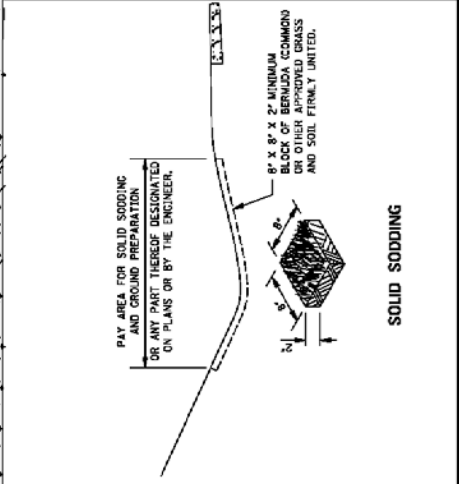 PAY AREA FOR SOLID SODDING
AND GROUND PREPARATION
OR ANY PART THEREOF DESIGNATED
ON PLANS OR BY THE ENGINEER.
8" X 8" X 2" MINIMUM
BLOCK OF BERMUDA (COMMON)
OR OTHER APPROVED GRASS
AND SOIL FIRMLY UNITED.
8"
8"
2"
SOLID SODDING